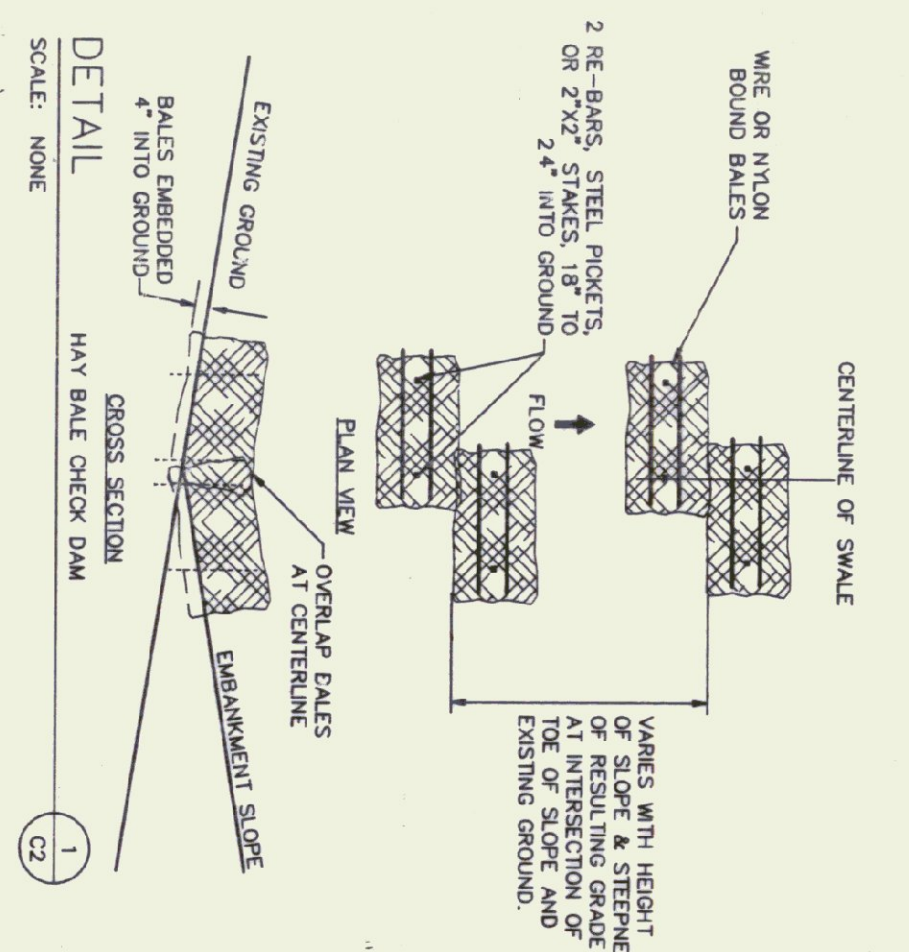 CENTERLINE OF SWALE
WIRE OR NYLON
BOUND BALES
2 RE-BARS, STEEL PICKETS,
OR 2"X2" STAKES, 18" TO
24" INTO GROUND
FLOW
VARIES WITH HEIGHT
OF SLOPE & STEEPNE
OF RESULTING GRADE
AT INTERSECTION OF
TOE OF SLOPE AND
EXISTING GROUND.
PLAN VIEW
OVERLAP BALES
AT CENTERLINE
EXISTING GROUND
EMBANKMENT SLOPE
BALES EMBEDDED
4" INTO GROUND
CROSS SECTION
DETAIL
HAY BALE CHECK DAM
SCALE: NONE
1
C2